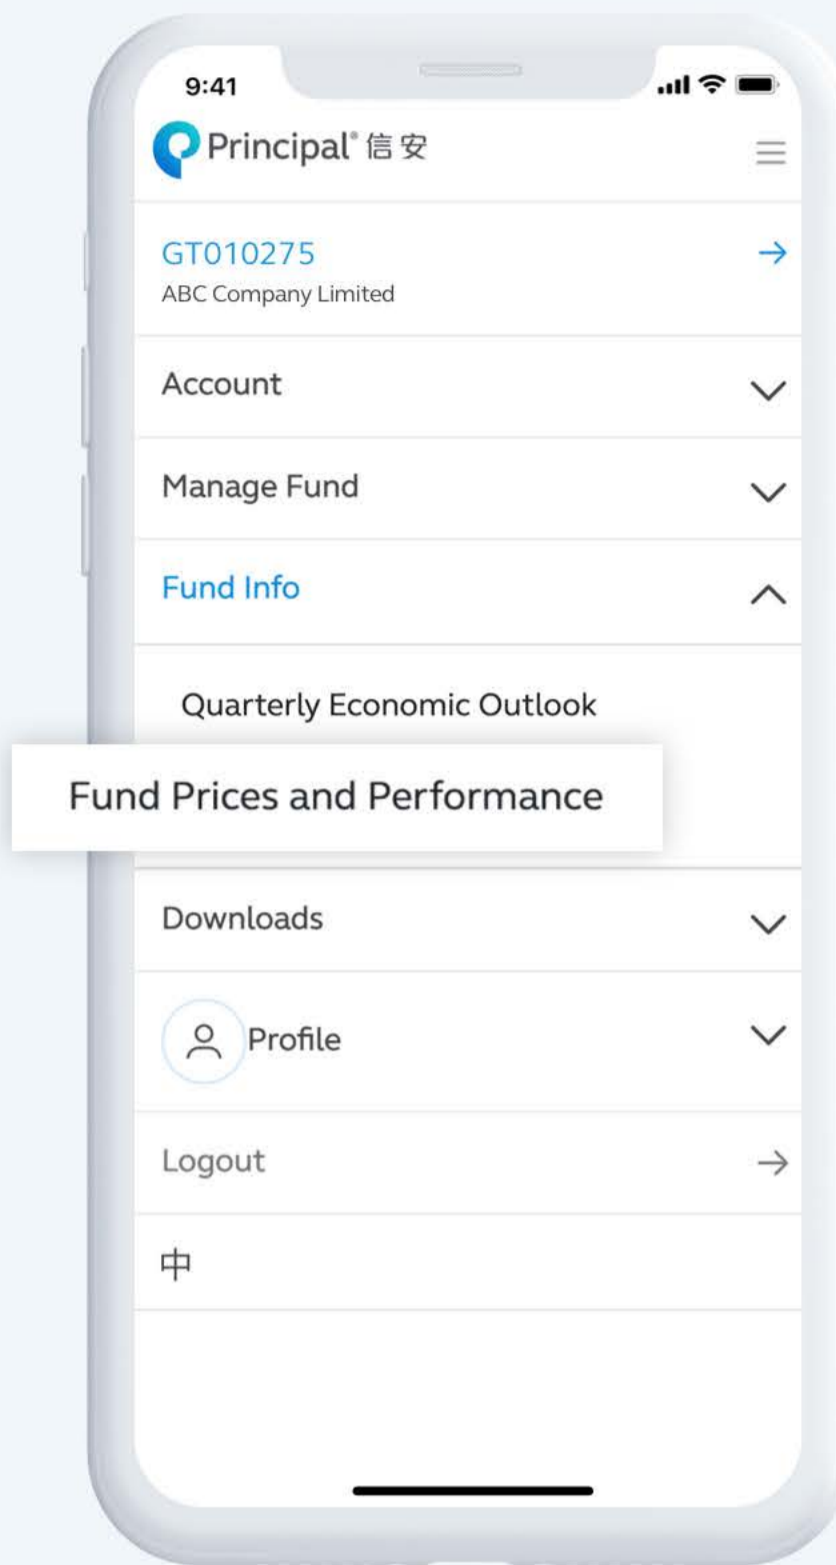 9:41
Principal® 信安
GT010275
ABC Company Limited
Account
Manage Fund
Fund Info
Quarterly Economic Outlook
Fund Prices and Performance
Downloads
Profile
Logout
中